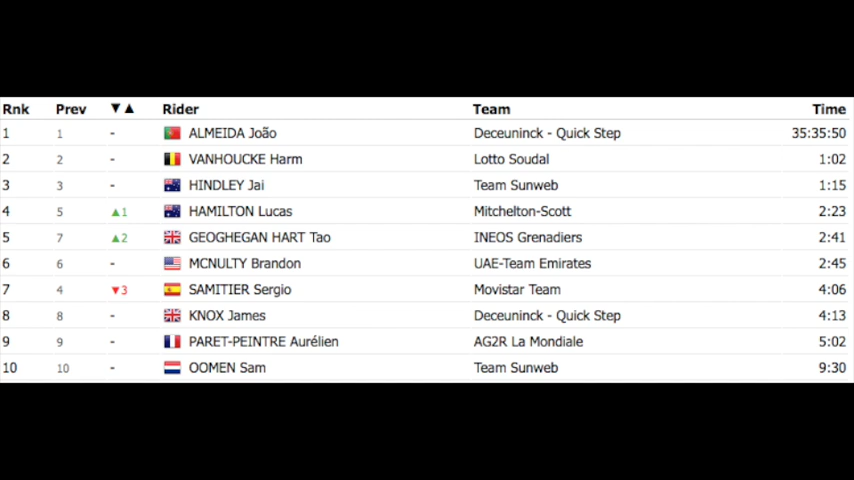 Rnk Prev ▼▲ Rider Team Time
1 1 - ALMEIDA João Deceuninck - Quick Step 35:35:50
2 2 - VANHOUCKE Harm Lotto Soudal 1:02
3 3 - HINDLEY Jai Team Sunweb 1:15
4 5 ▲1 HAMILTON Lucas Mitchelton-Scott 2:23
5 7 ▲2 GEOGHEGAN HART Tao INEOS Grenadiers 2:41
6 6 - MCNULTY Brandon UAE-Team Emirates 2:45
7 4 ▼3 SAMITIER Sergio Movistar Team 4:06
8 8 - KNOX James Deceuninck - Quick Step 4:13
9 9 - PARET-PEINTRE Aurélien AG2R La Mondiale 5:02
10 10 - OOMEN Sam Team Sunweb 9:30